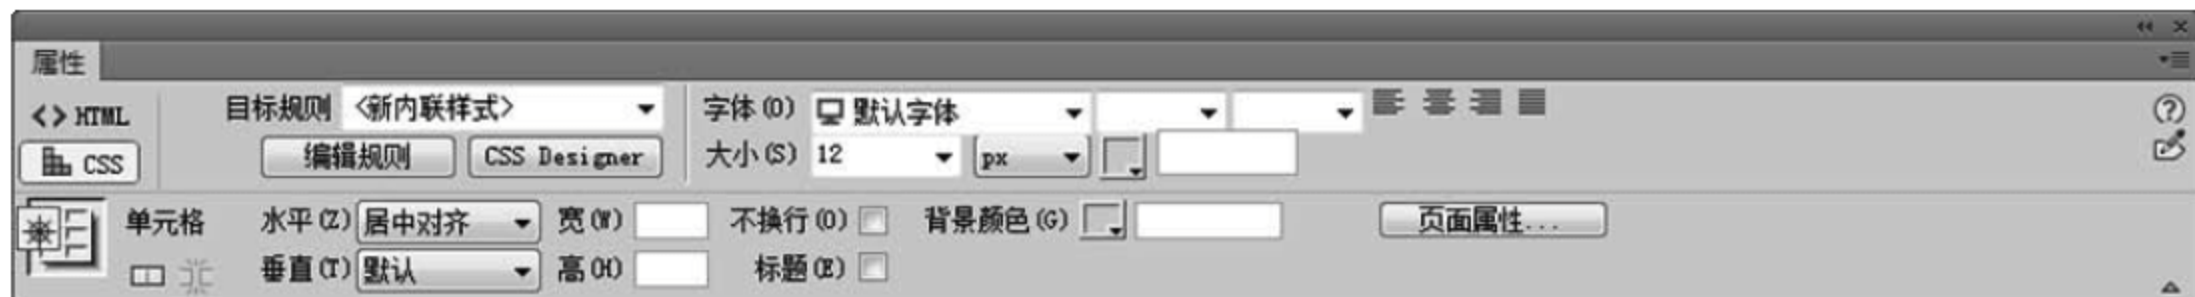 属性
<> HTML 目标规则 <新内联样式> 字体(O) 默认字体
CSS 编辑规则 CSS Designer 大小(S) 12 px
单元格 水平(Z) 居中对齐 宽(W) 不换行(O) 背景颜色(G) 页面属性...
垂直(T) 默认 高(H) 标题(E)